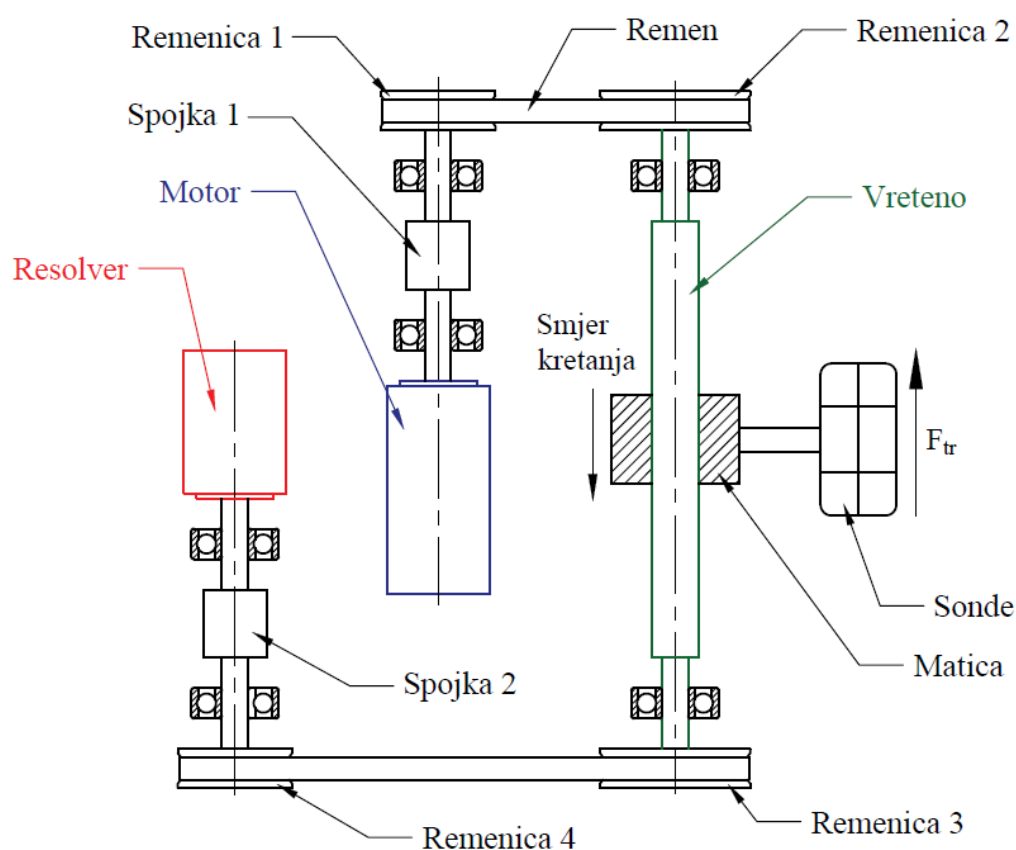 Remenica 1
Remen
Remenica 2
Spojka 1
Motor
Vreteno
Resolver
Smjer
kretanja
F_tr
Sonde
Matica
Spojka 2
Remenica 4
Remenica 3